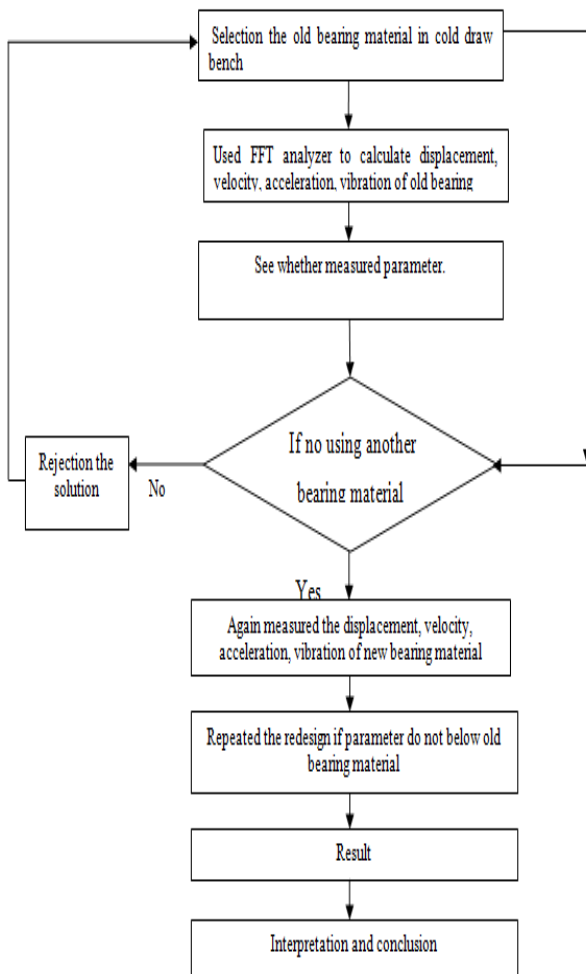 Selection the old bearing material in cold draw
bench
Used FFT analyzer to calculate displacement,
velocity, acceleration, vibration of old bearing
See whether measured parameter.
If no using another
bearing material
Rejection the
solution
No
Yes
Again measured the displacement, velocity,
acceleration, vibration of new bearing material
Repeated the redesign if parameter do not below old
bearing material
Result
Interpretation and conclusion